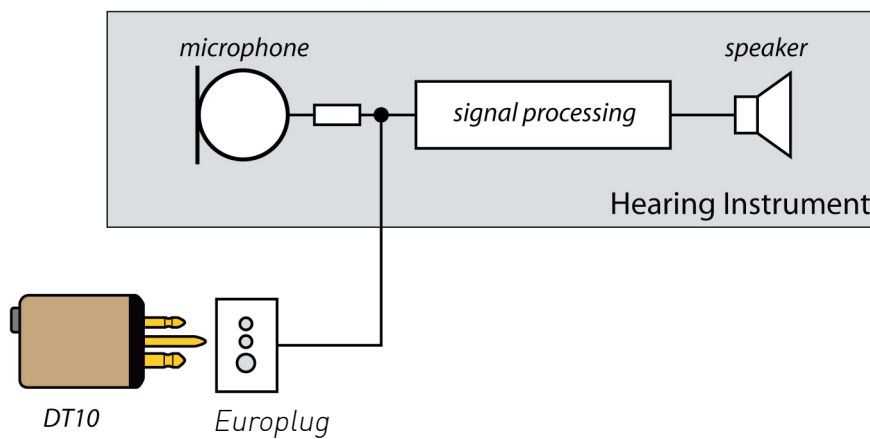 microphone
speaker
signal processing
Hearing Instrument
DT10
Europlug